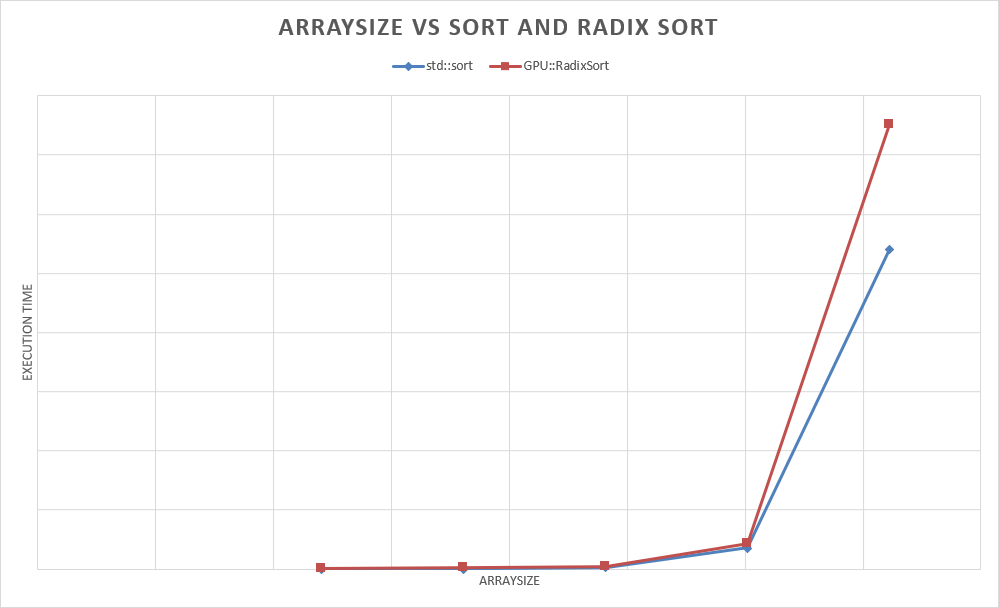 ARRAYSIZE VS SORT AND RADIX SORT
std::sort GPU::RadixSort
EXECUTION TIME
ARRAYSIZE